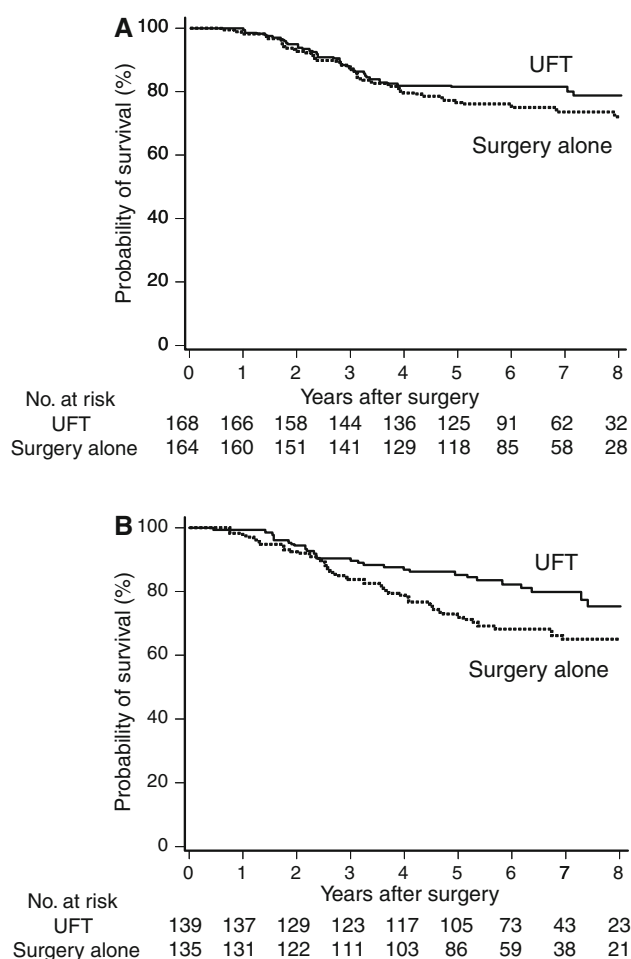 A
Probability of survival (%)
100
80
60
40
20
0
UFT
Surgery alone
0 1 2 3 4 5 6 7 8
Years after surgery
No. at risk
UFT 168 166 158 144 136 125 91 62 32
Surgery alone 164 160 151 141 129 118 85 58 28
B
Probability of survival (%)
100
80
60
40
20
0
UFT
Surgery alone
0 1 2 3 4 5 6 7 8
Years after surgery
No. at risk
UFT 139 137 129 123 117 105 73 43 23
Surgery alone 135 131 122 111 103 86 59 38 21